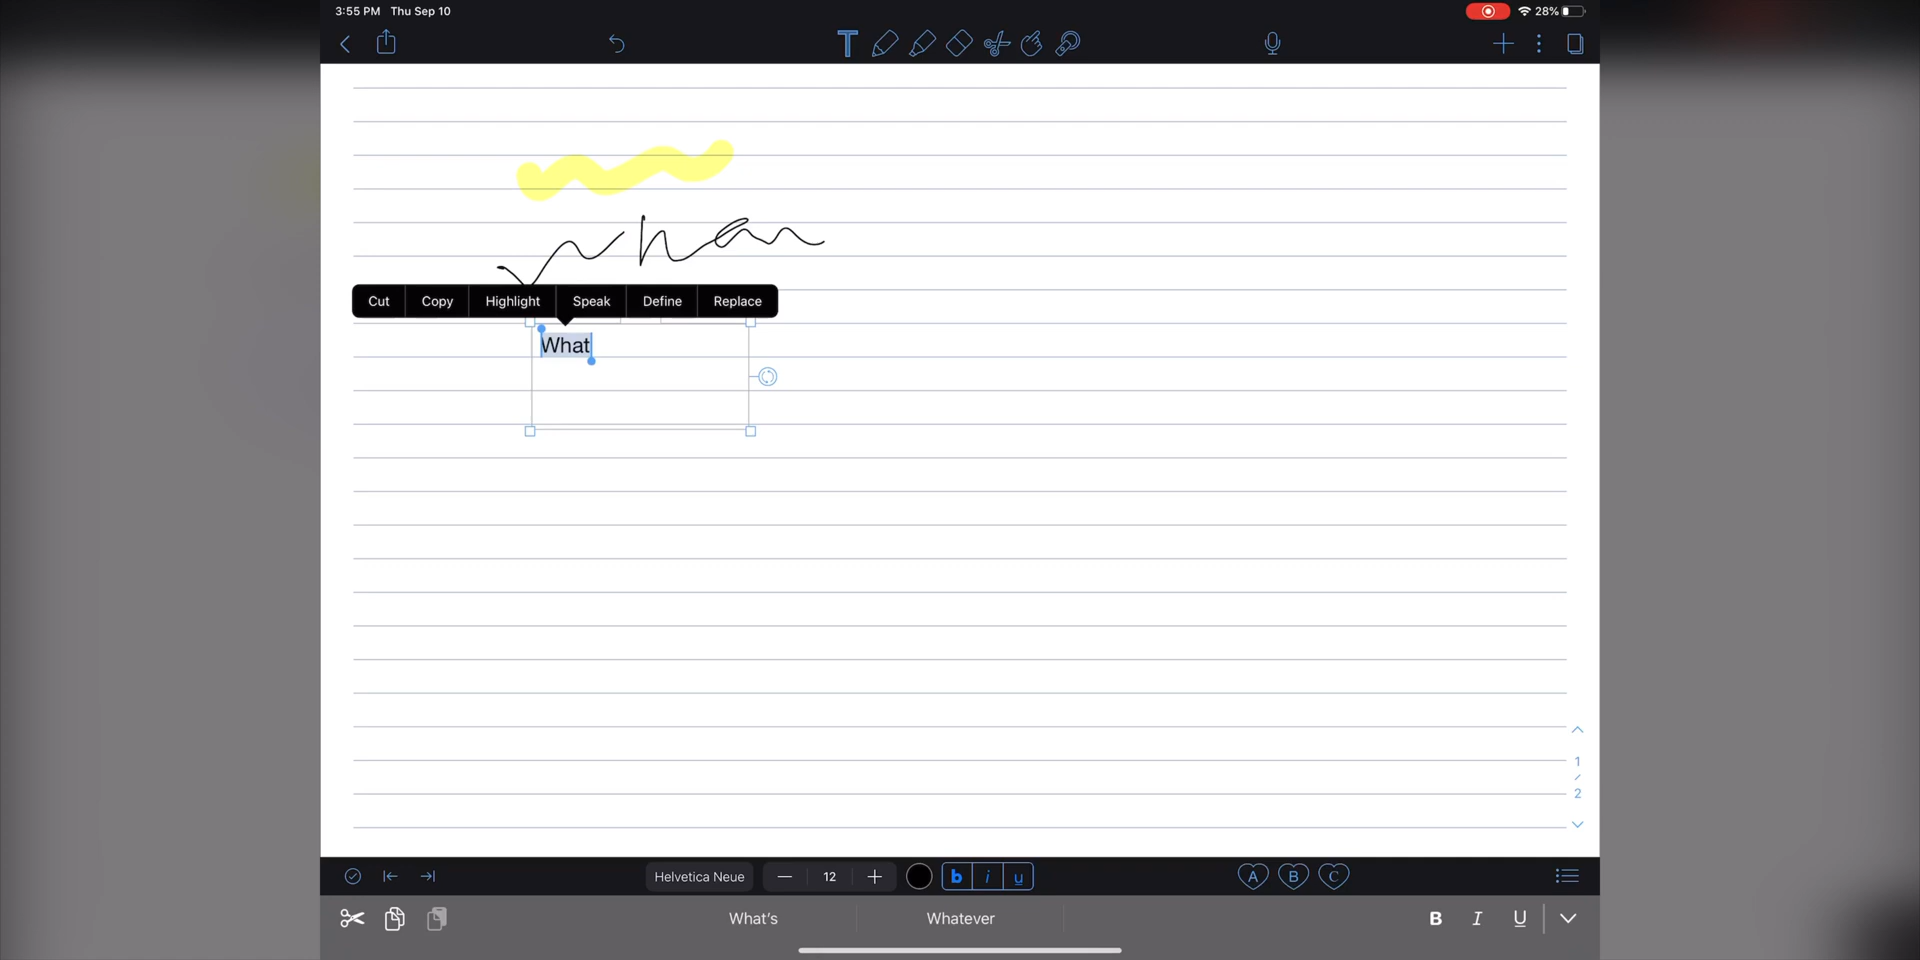 3:55 PM Thu Sep 10 28%
T
Cut Copy Highlight Speak Define Replace
What
1
2
Helvetica Neue 12 b i u A B C
What's Whatever B I U